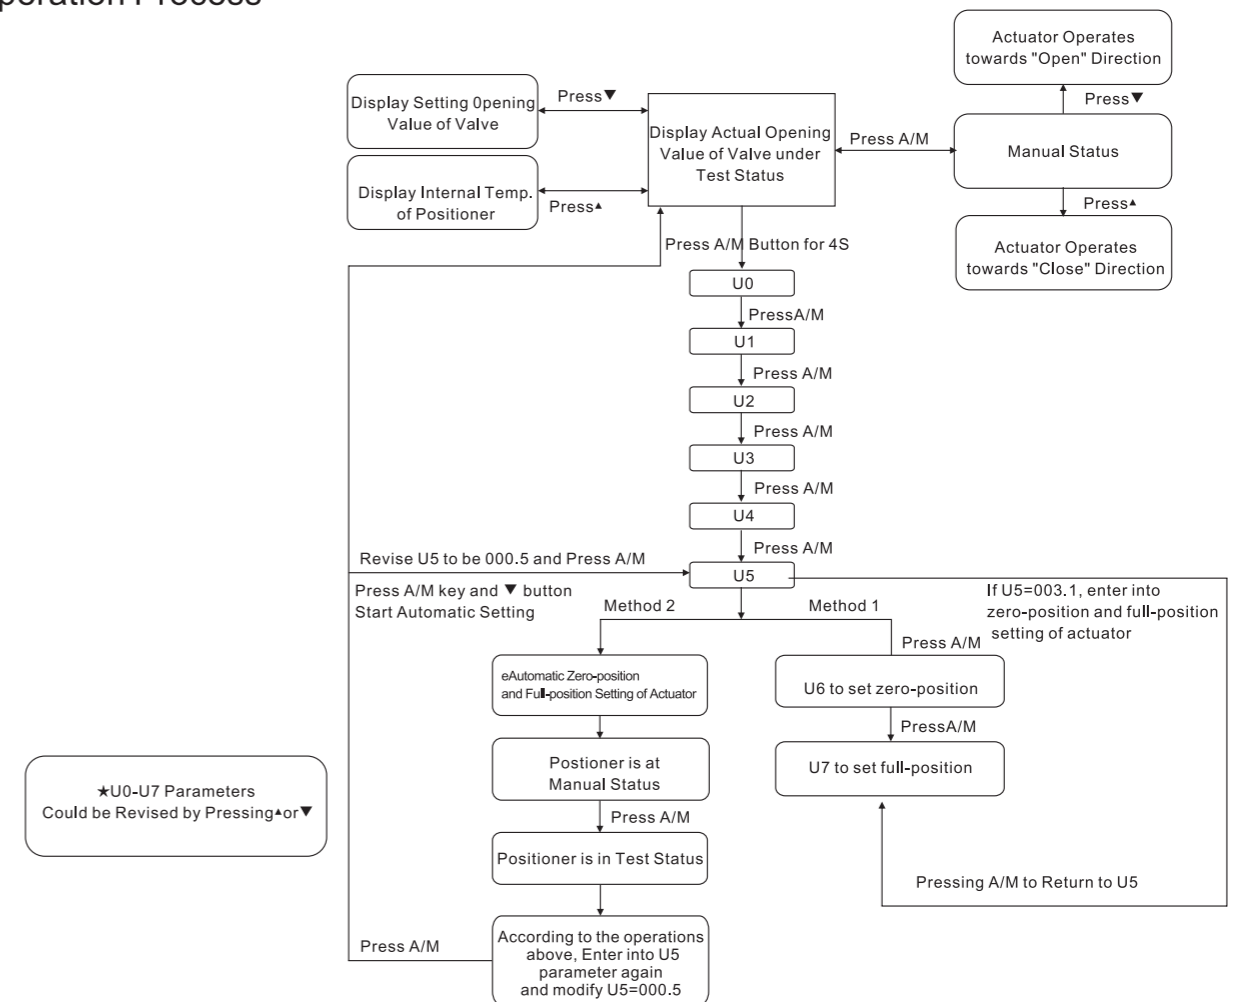 peration Process
Actuator Operates
towards "Open" Direction
Press▼
Display Setting 0pening
Value of Valve
Press▼
Display Actual Opening
Value of Valve under
Test Status
Press A/M
Manual Status
Display Internal Temp.
of Positioner
Press▲
Press▲
Actuator Operates
towards "Close" Direction
Press A/M Button for 4S
U0
PressA/M
U1
Press A/M
U2
Press A/M
U3
Press A/M
U4
Press A/M
Revise U5 to be 000.5 and Press A/M
U5
Press A/M key and ▼ button
Start Automatic Setting
Method 2
Method 1
If U5=003.1, enter into
zero-position and full-position
setting of actuator
Press A/M
eAutomatic Zero-position
and Full-position Setting of Actuator
U6 to set zero-position
PressA/M
Postioner is at
Manual Status
U7 to set full-position
★U0-U7 Parameters
Could be Revised by Pressing▲or▼
Press A/M
Positioner is in Test Status
Pressing A/M to Return to U5
Press A/M
According to the operations
above, Enter into U5
parameter again
and modify U5=000.5